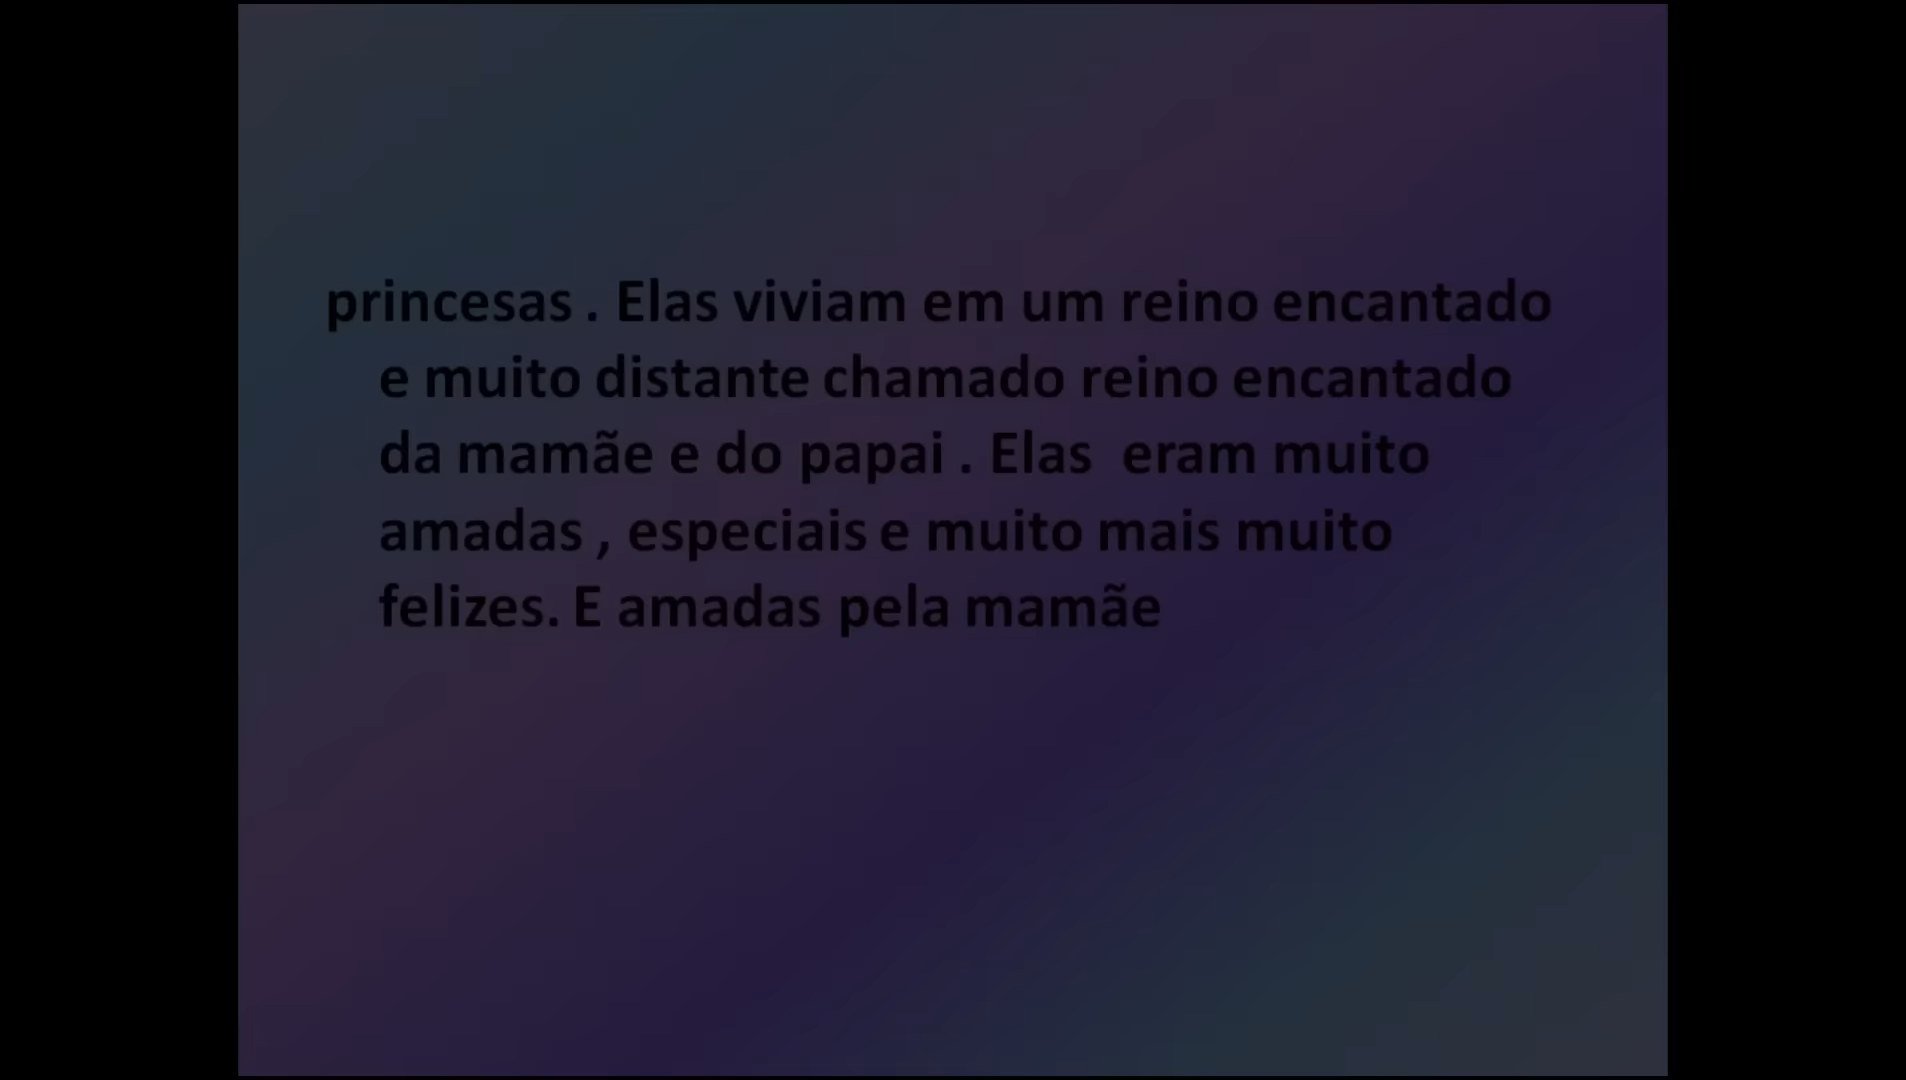 princesas . Elas viviam em um reino encantado
e muito distante chamado reino encantado
da mamãe e do papai . Elas  eram muito
amadas , especiais e muito mais muito
felizes. E amadas pela mamãe